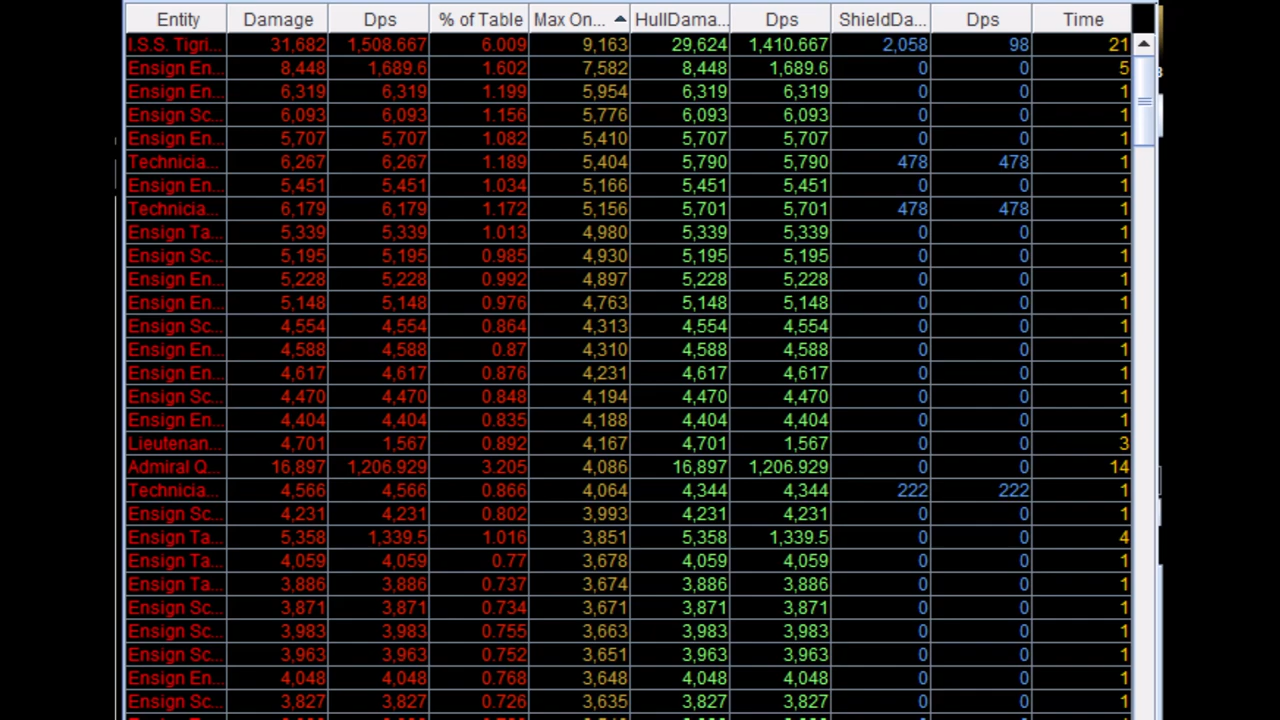 Entity Damage Dps % of Table Max On... HullDama... Dps ShieldDa... Dps Time
I.S.S. Tigri... 31,682 1,508.667 6.009 9,163 29,624 1,410.667 2,058 98 21
Ensign En... 8,448 1,689.6 1.602 7,582 8,448 1,689.6 0 0 5
Ensign En... 6,319 6,319 1.199 5,954 6,319 6,319 0 0 1
Ensign Sc... 6,093 6,093 1.156 5,776 6,093 6,093 0 0 1
Ensign En... 5,707 5,707 1.082 5,410 5,707 5,707 0 0 1
Technicia... 6,267 6,267 1.189 5,404 5,790 5,790 478 478 1
Ensign En... 5,451 5,451 1.034 5,166 5,451 5,451 0 0 1
Technicia... 6,179 6,179 1.172 5,156 5,701 5,701 478 478 1
Ensign Ta... 5,339 5,339 1.013 4,980 5,339 5,339 0 0 1
Ensign Sc... 5,195 5,195 0.985 4,930 5,195 5,195 0 0 1
Ensign En... 5,228 5,228 0.992 4,897 5,228 5,228 0 0 1
Ensign En... 5,148 5,148 0.976 4,763 5,148 5,148 0 0 1
Ensign Sc... 4,554 4,554 0.864 4,313 4,554 4,554 0 0 1
Ensign En... 4,588 4,588 0.87 4,310 4,588 4,588 0 0 1
Ensign En... 4,617 4,617 0.876 4,231 4,617 4,617 0 0 1
Ensign Sc... 4,470 4,470 0.848 4,194 4,470 4,470 0 0 1
Ensign En... 4,404 4,404 0.835 4,188 4,404 4,404 0 0 1
Lieutenan... 4,701 1,567 0.892 4,167 4,701 1,567 0 0 3
Admiral Q... 16,897 1,206.929 3.205 4,086 16,897 1,206.929 0 0 14
Technicia... 4,566 4,566 0.866 4,064 4,344 4,344 222 222 1
Ensign Sc... 4,231 4,231 0.802 3,993 4,231 4,231 0 0 1
Ensign Ta... 5,358 1,339.5 1.016 3,851 5,358 1,339.5 0 0 4
Ensign Ta... 4,059 4,059 0.77 3,678 4,059 4,059 0 0 1
Ensign Ta... 3,886 3,886 0.737 3,674 3,886 3,886 0 0 1
Ensign Sc... 3,871 3,871 0.734 3,671 3,871 3,871 0 0 1
Ensign Sc... 3,983 3,983 0.755 3,663 3,983 3,983 0 0 1
Ensign Sc... 3,963 3,963 0.752 3,651 3,963 3,963 0 0 1
Ensign En... 4,048 4,048 0.768 3,648 4,048 4,048 0 0 1
Ensign Sc... 3,827 3,827 0.726 3,635 3,827 3,827 0 0 1